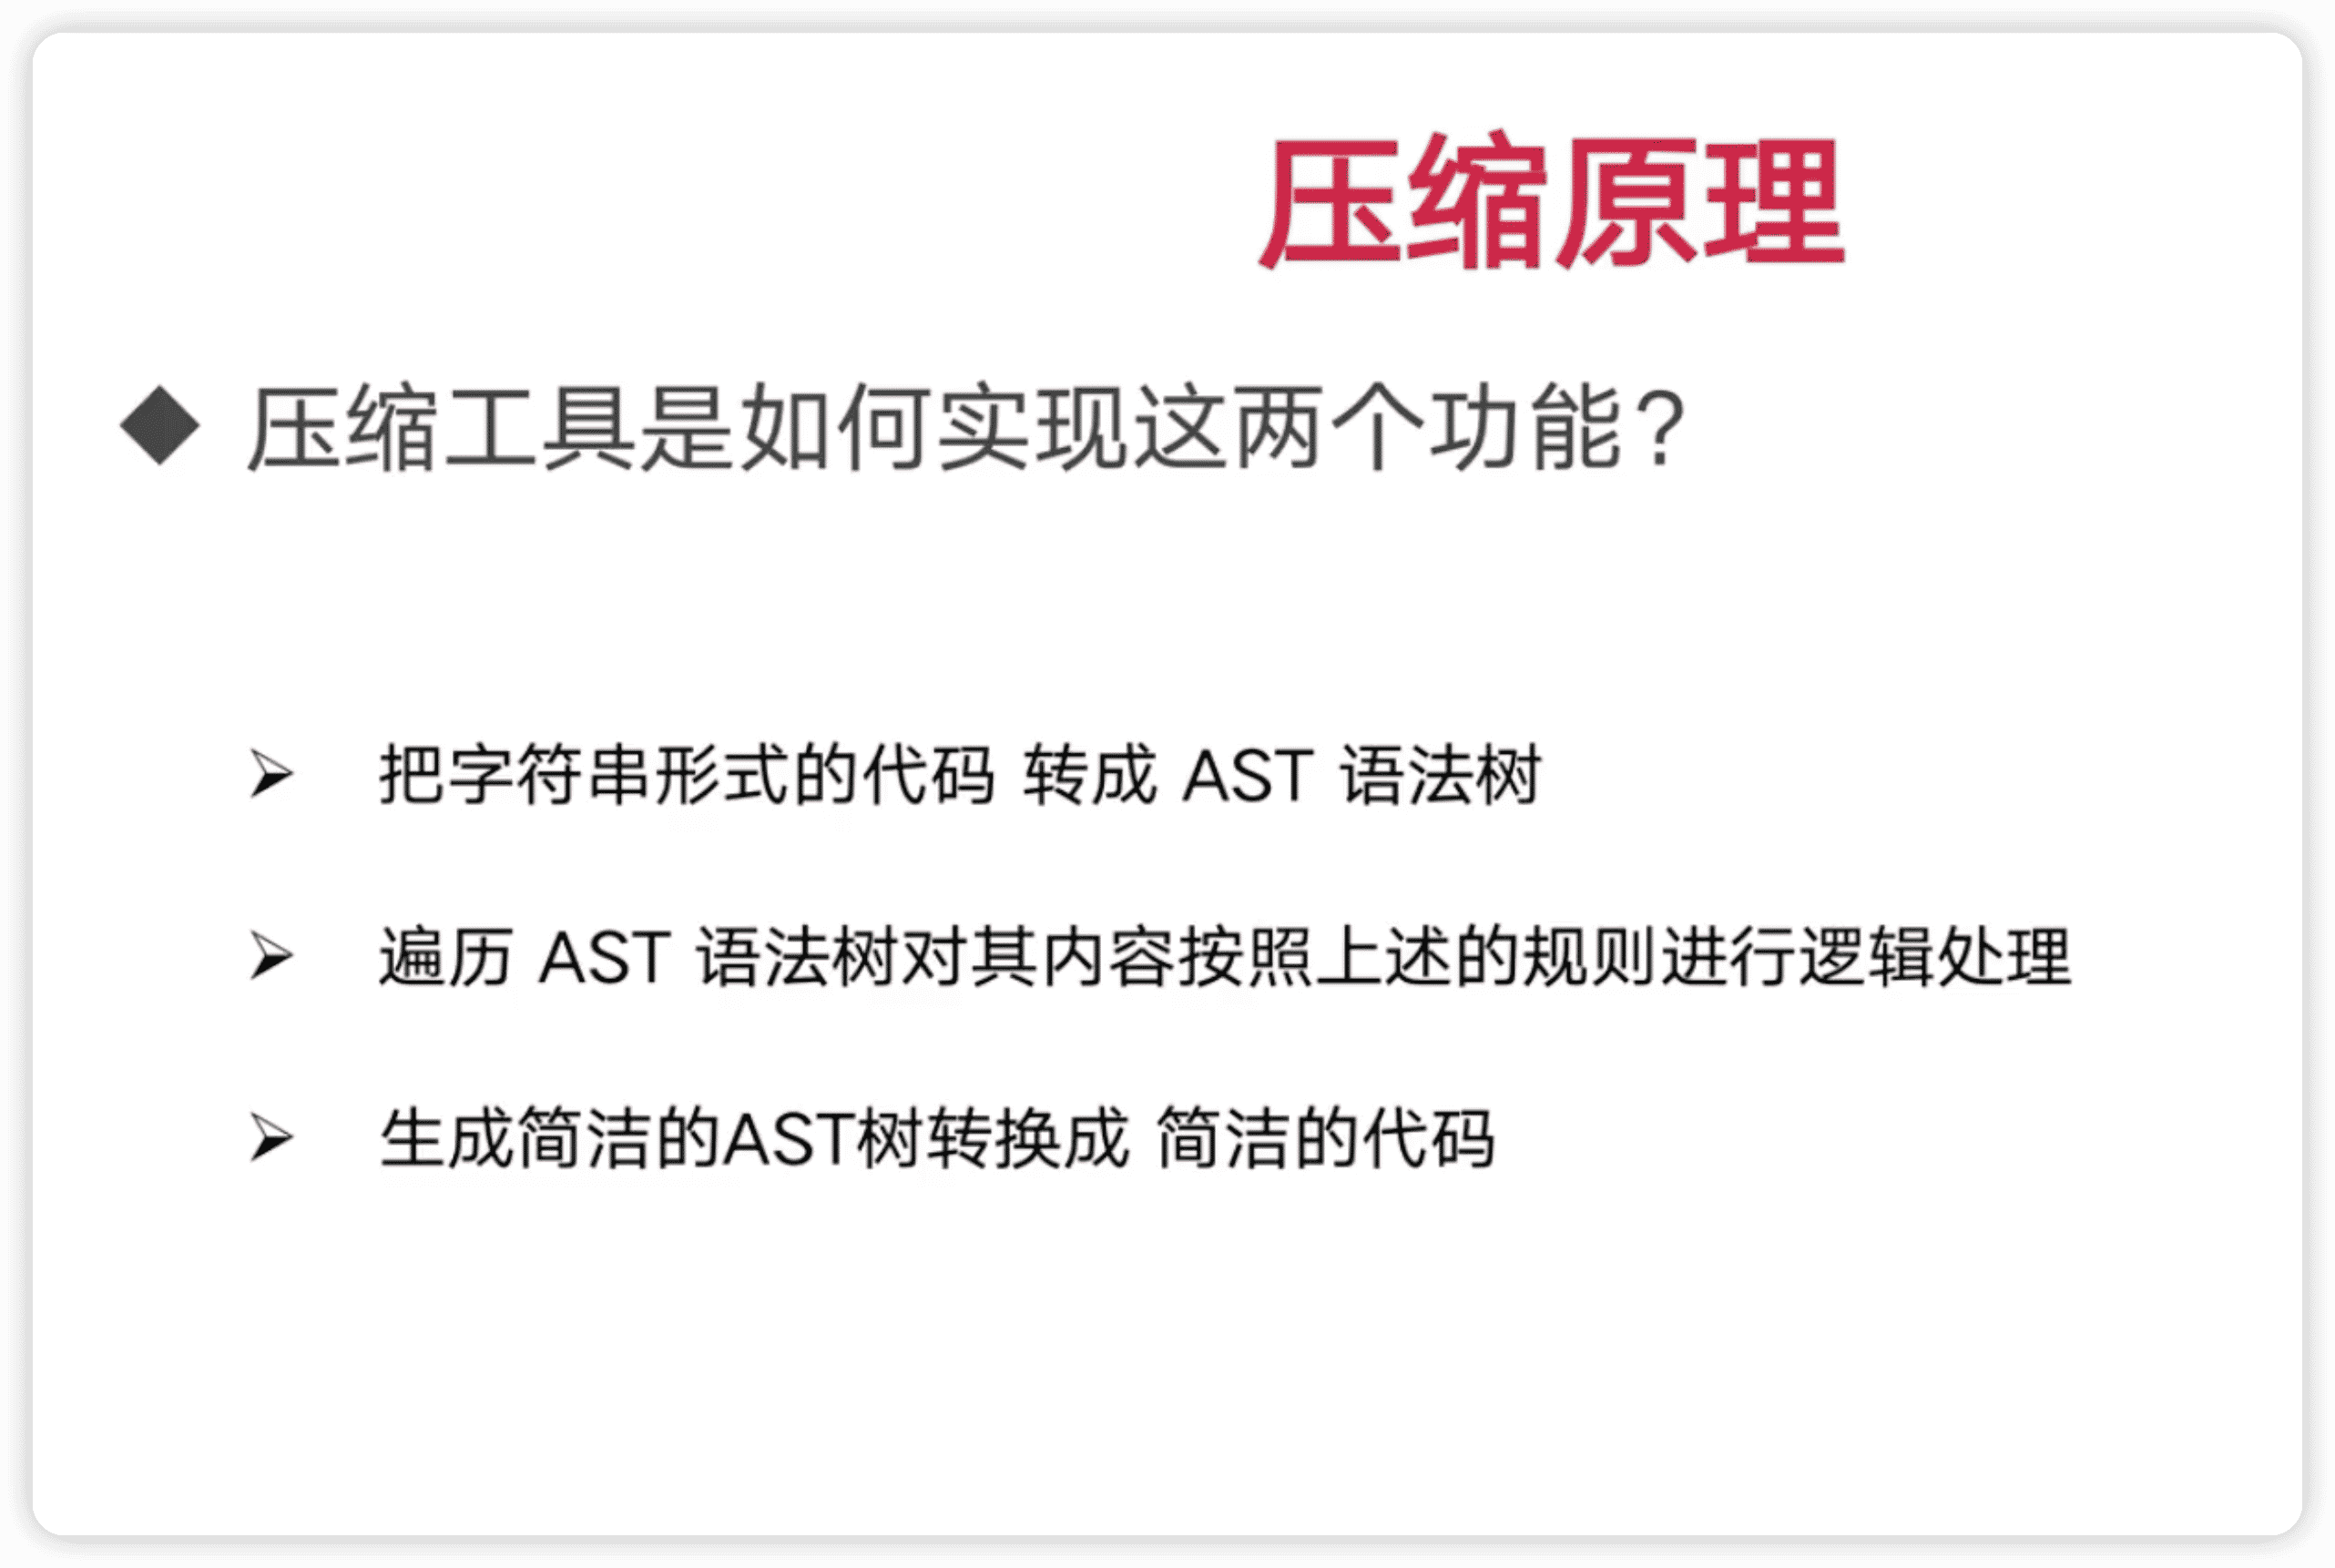 压缩原理
◆ 压缩工具是如何实现这两个功能？
➢ 把字符串形式的代码 转成 AST 语法树
➢ 遍历 AST 语法树对其内容按照上述的规则进行逻辑处理
➢ 生成简洁的AST树转换成 简洁的代码